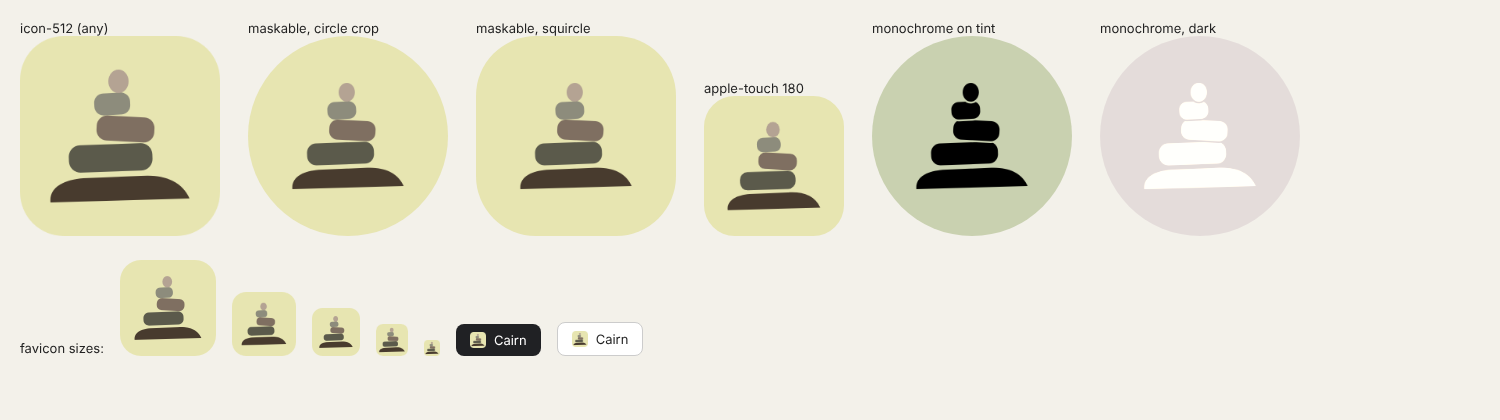 icon-512 (any)
maskable, circle crop
maskable, squircle
monochrome on tint
monochrome, dark
apple-touch 180
favicon sizes:
Cairn
Cairn